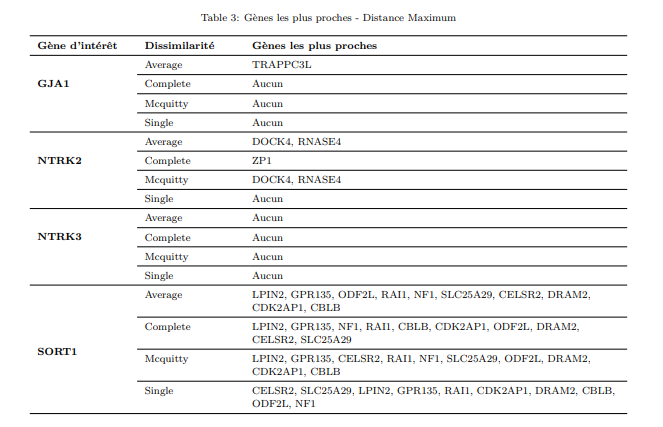 Table 3: Gènes les plus proches - Distance Maximum
Gène d'intérêt Dissimilarité Gènes les plus proches
GJA1
Average TRAPPC3L
Complete Aucun
Mcquitty Aucun
Single Aucun
NTRK2
Average DOCK4, RNASE4
Complete ZP1
Mcquitty DOCK4, RNASE4
Single Aucun
NTRK3
Average Aucun
Complete Aucun
Mcquitty Aucun
Single Aucun
SORT1
Average LPIN2, GPR135, ODF2L, RAI1, NF1, SLC25A29, CELSR2, DRAM2,
CDK2AP1, CBLB
Complete LPIN2, GPR135, NF1, RAI1, CBLB, CDK2AP1, ODF2L, DRAM2,
CELSR2, SLC25A29
Mcquitty LPIN2, GPR135, CELSR2, RAI1, NF1, SLC25A29, ODF2L, DRAM2,
CDK2AP1, CBLB
Single CELSR2, SLC25A29, LPIN2, GPR135, RAI1, CDK2AP1, DRAM2, CBLB,
ODF2L, NF1